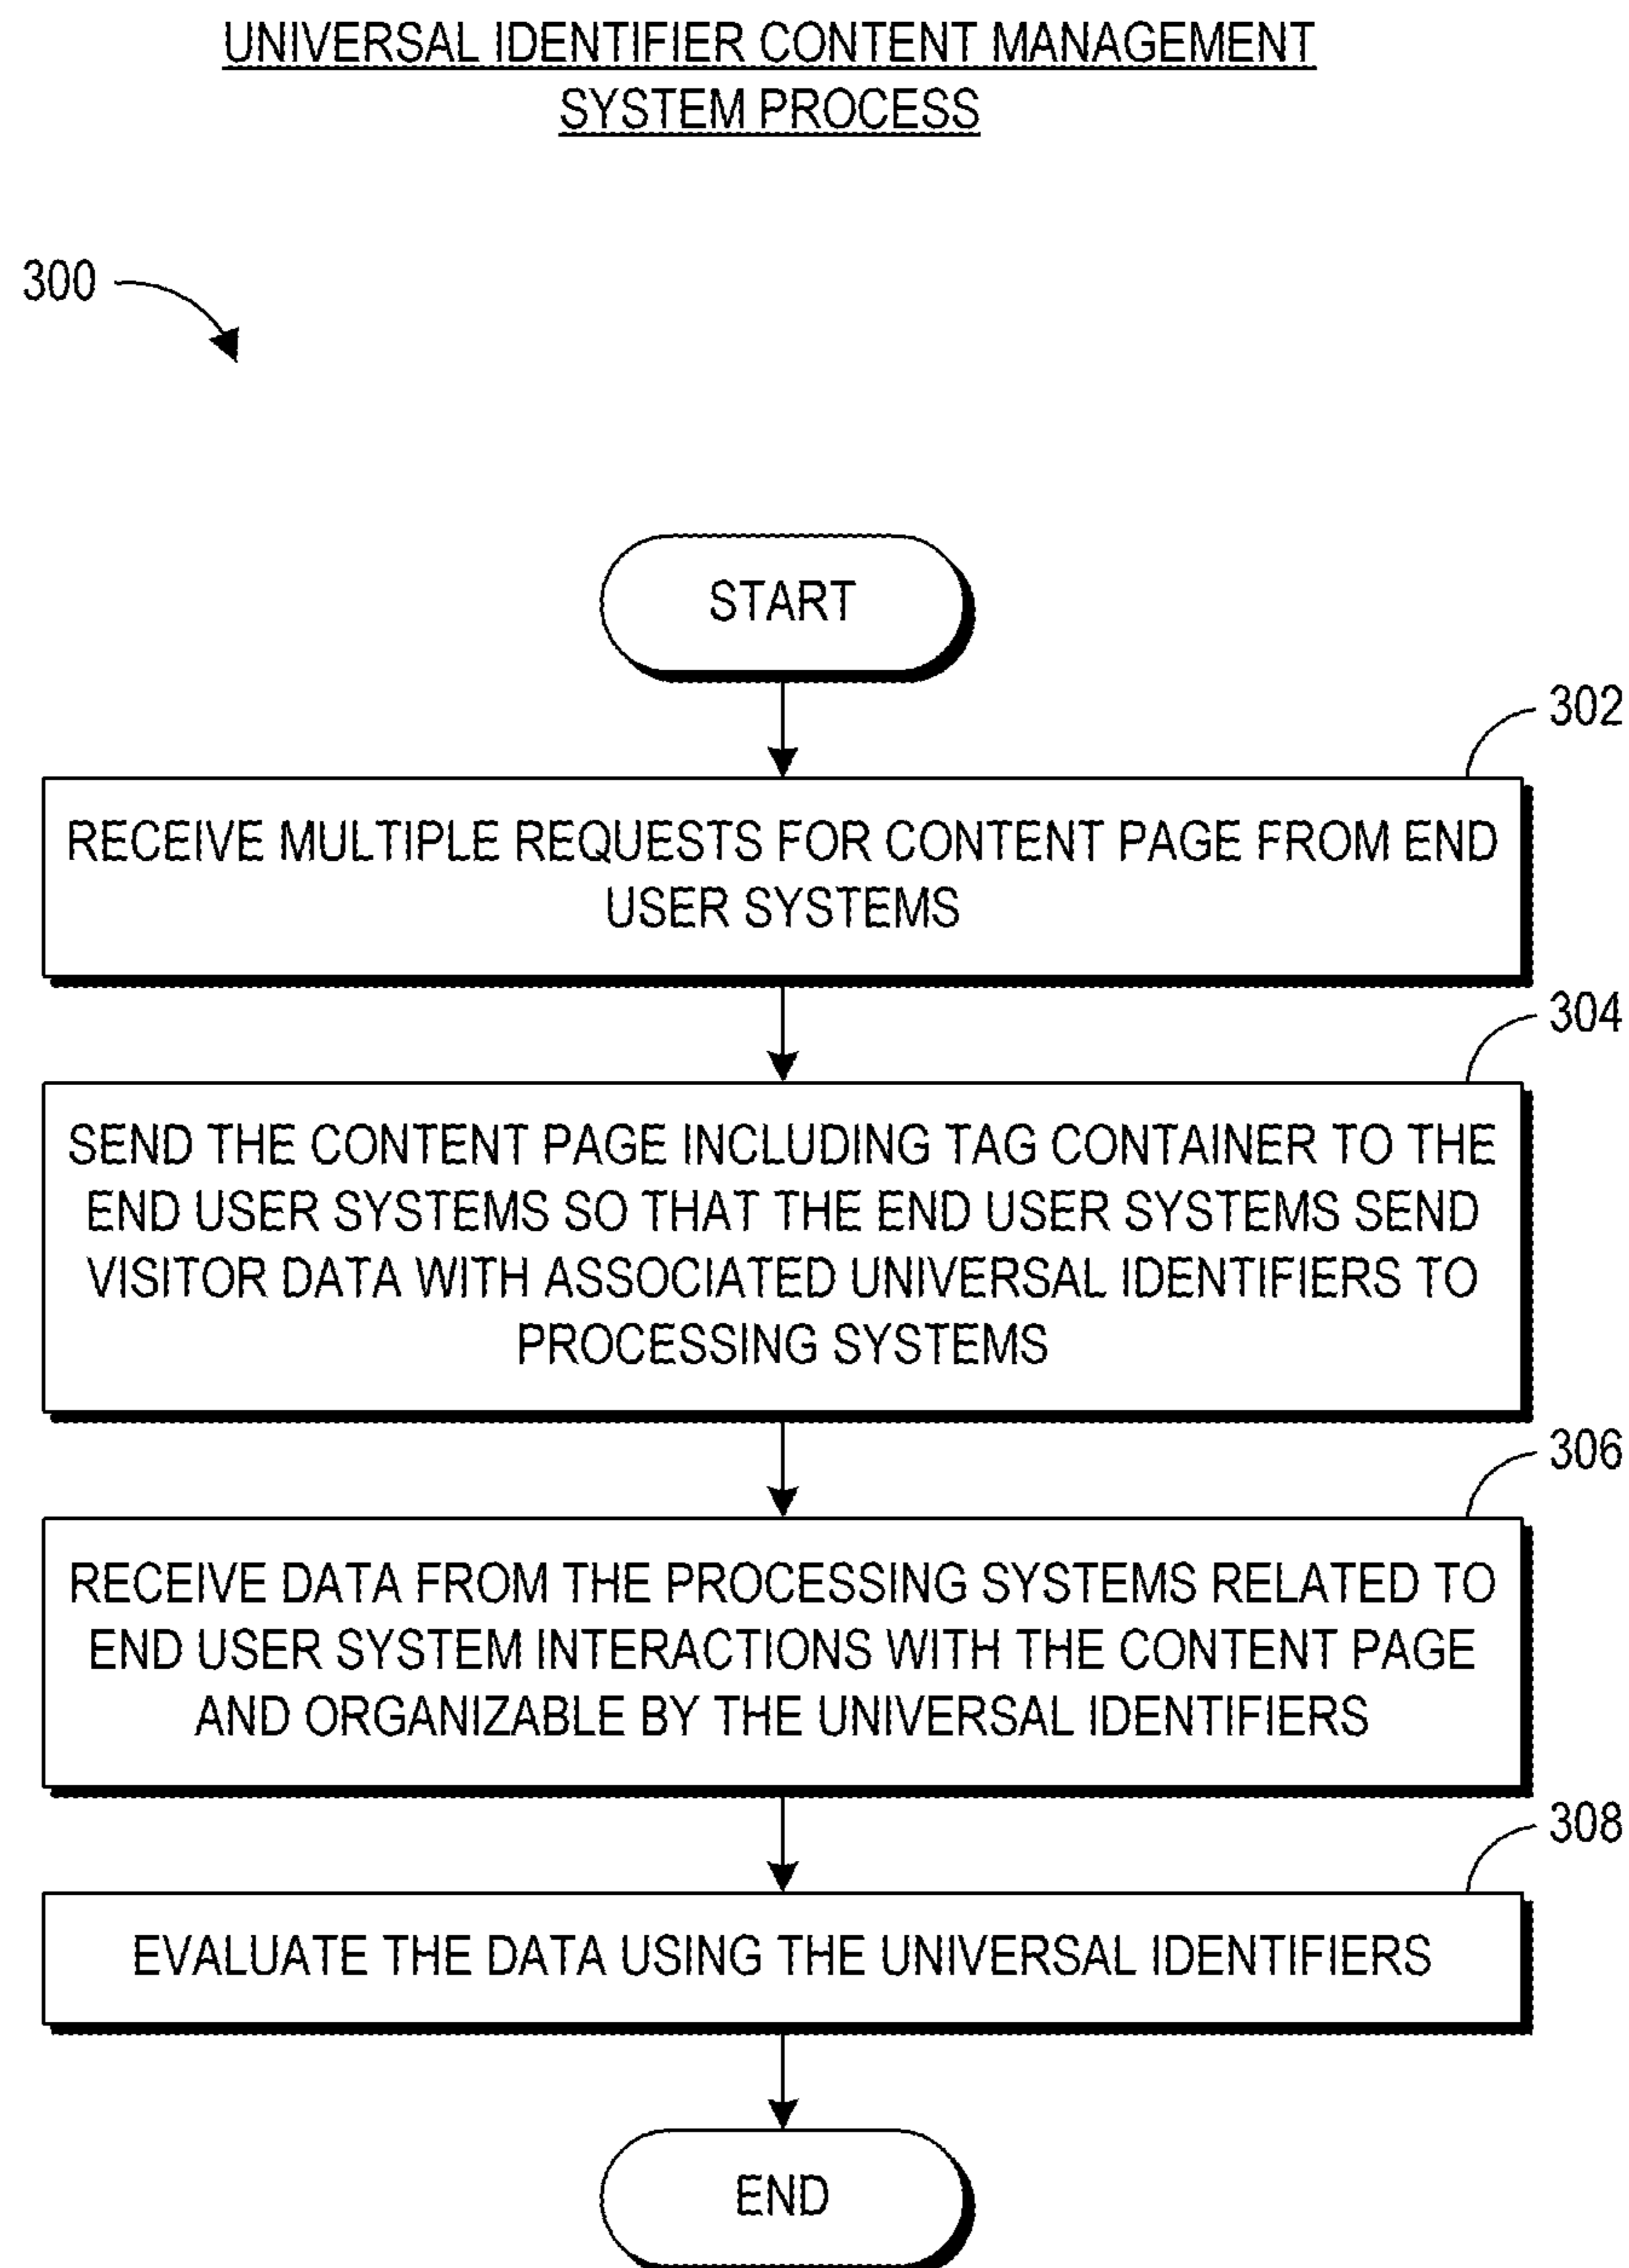 UNIVERSAL IDENTIFIER CONTENT MANAGEMENT
SYSTEM PROCESS
300
START
302
RECEIVE MULTIPLE REQUESTS FOR CONTENT PAGE FROM END
USER SYSTEMS
304
SEND THE CONTENT PAGE INCLUDING TAG CONTAINER TO THE
END USER SYSTEMS SO THAT THE END USER SYSTEMS SEND
VISITOR DATA WITH ASSOCIATED UNIVERSAL IDENTIFIERS TO
PROCESSING SYSTEMS
306
RECEIVE DATA FROM THE PROCESSING SYSTEMS RELATED TO
END USER SYSTEM INTERACTIONS WITH THE CONTENT PAGE
AND ORGANIZABLE BY THE UNIVERSAL IDENTIFIERS
308
EVALUATE THE DATA USING THE UNIVERSAL IDENTIFIERS
END